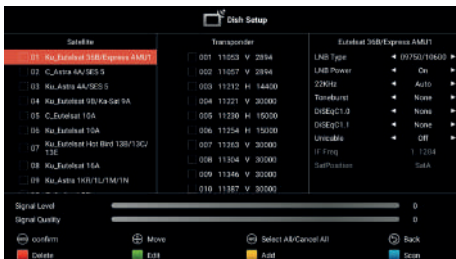 Dish Setup
Satellite
Transponder
Eutelsat 36B/Express AMU1
01 Ku_Eutelsat 36B/Express AMU1
02 C_Astra 4A/SES 5
03 Ku_Astra 4A/SES 5
04 Ku_Eutelsat 9B/Ka-Sat 9A
05 C_Eutelsat 10A
06 Ku_Eutelsat 10A
07 Ku_Eutelsat Hot Bird 13B/13C/
13E
08 Ku_Eutelsat 16A
09 Ku_Astra 1KR/1L/1M/1N
001 11053 V 2894
002 11057 V 2894
003 11212 H 14400
004 11221 V 30000
005 11230 H 15000
006 11254 H 15000
007 11263 V 30000
008 11304 V 30000
009 11346 V 30000
010 11387 V 30000
LNB Type 09750/10600
LNB Power On
22KHz Auto
Toneburst None
DiSEqC1.0 None
DiSEqC1.1 None
Unicable Off
IF Freq 1 1284
SatPosition SatA
Signal Level 0
Signal Quality 0
confirm
Move
Select All/Cancel All
Back
Delete
Edit
Add
Scan